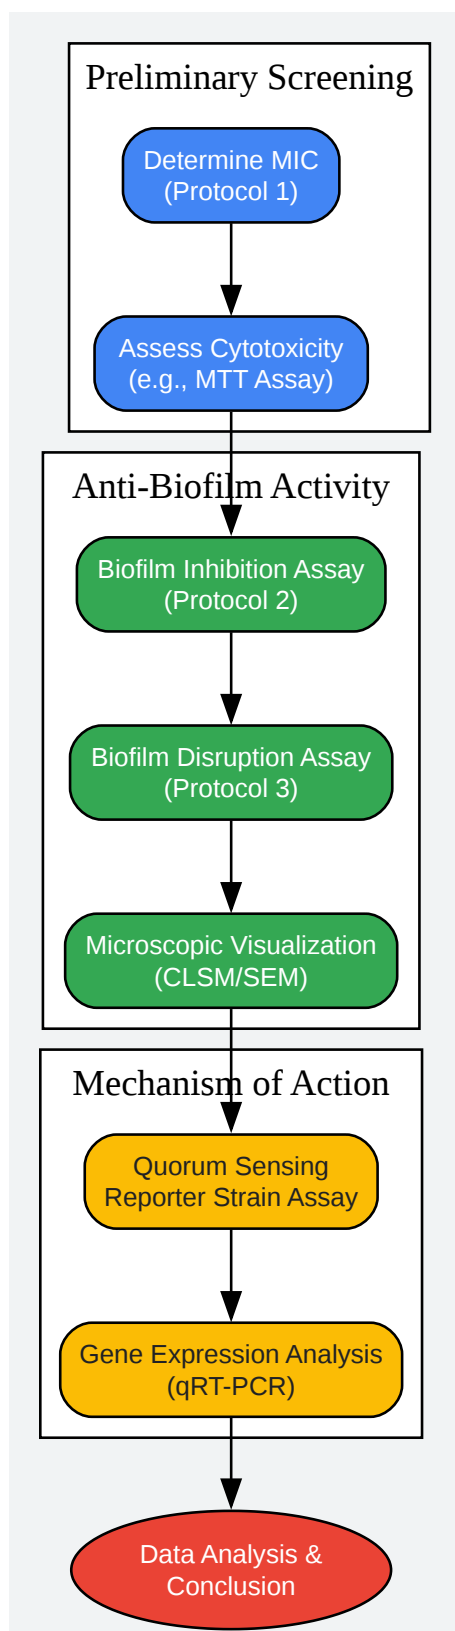 Preliminary Screening
Determine MIC
(Protocol 1)
Assess Cytotoxicity
(e.g., MTT Assay)
Anti-Biofilm Activity
Biofilm Inhibition Assay
(Protocol 2)
Biofilm Disruption Assay
(Protocol 3)
Microscopic Visualization
(CLSM/SEM)
Mechanism of Action
Quorum Sensing
Reporter Strain Assay
Gene Expression Analysis
(qRT-PCR)
Data Analysis &
Conclusion